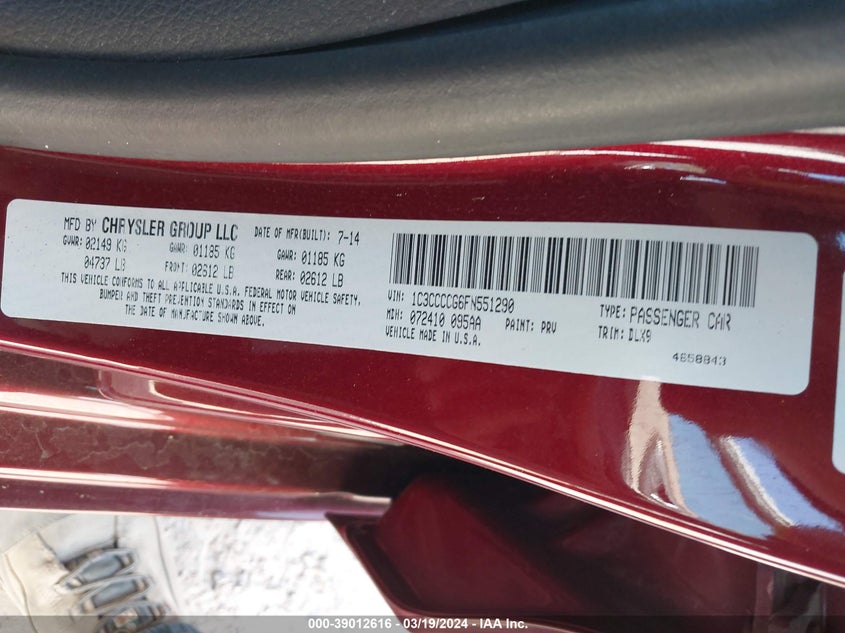 MFD BY CHRYSLER GROUP LLC
DATE OF MFR(BUILT): 7-14
GVWR: 02149 KG
GAWR: 01185 KG
GAWR: 01185 KG
04737 LB
FRONT: 02612 LB
REAR: 02612 LB
THIS VEHICLE CONFORMS TO ALL APPLICABLE U.S.A. FEDERAL MOTOR VEHICLE SAFETY,
BUMPER AND THEFT PREVENTION STANDARDS IN EFFECT ON
THE DATE OF MANUFACTURE SHOWN ABOVE.
VIN: 1C3CCCCG6FN551290
TYPE: PASSENGER CAR
MDH: 072410 095AA
PAINT: PRV
TRIM: DLX9
VEHICLE MADE IN U.S.A.
4658843
000-39012616 - 03/19/2024 - IAA Inc.